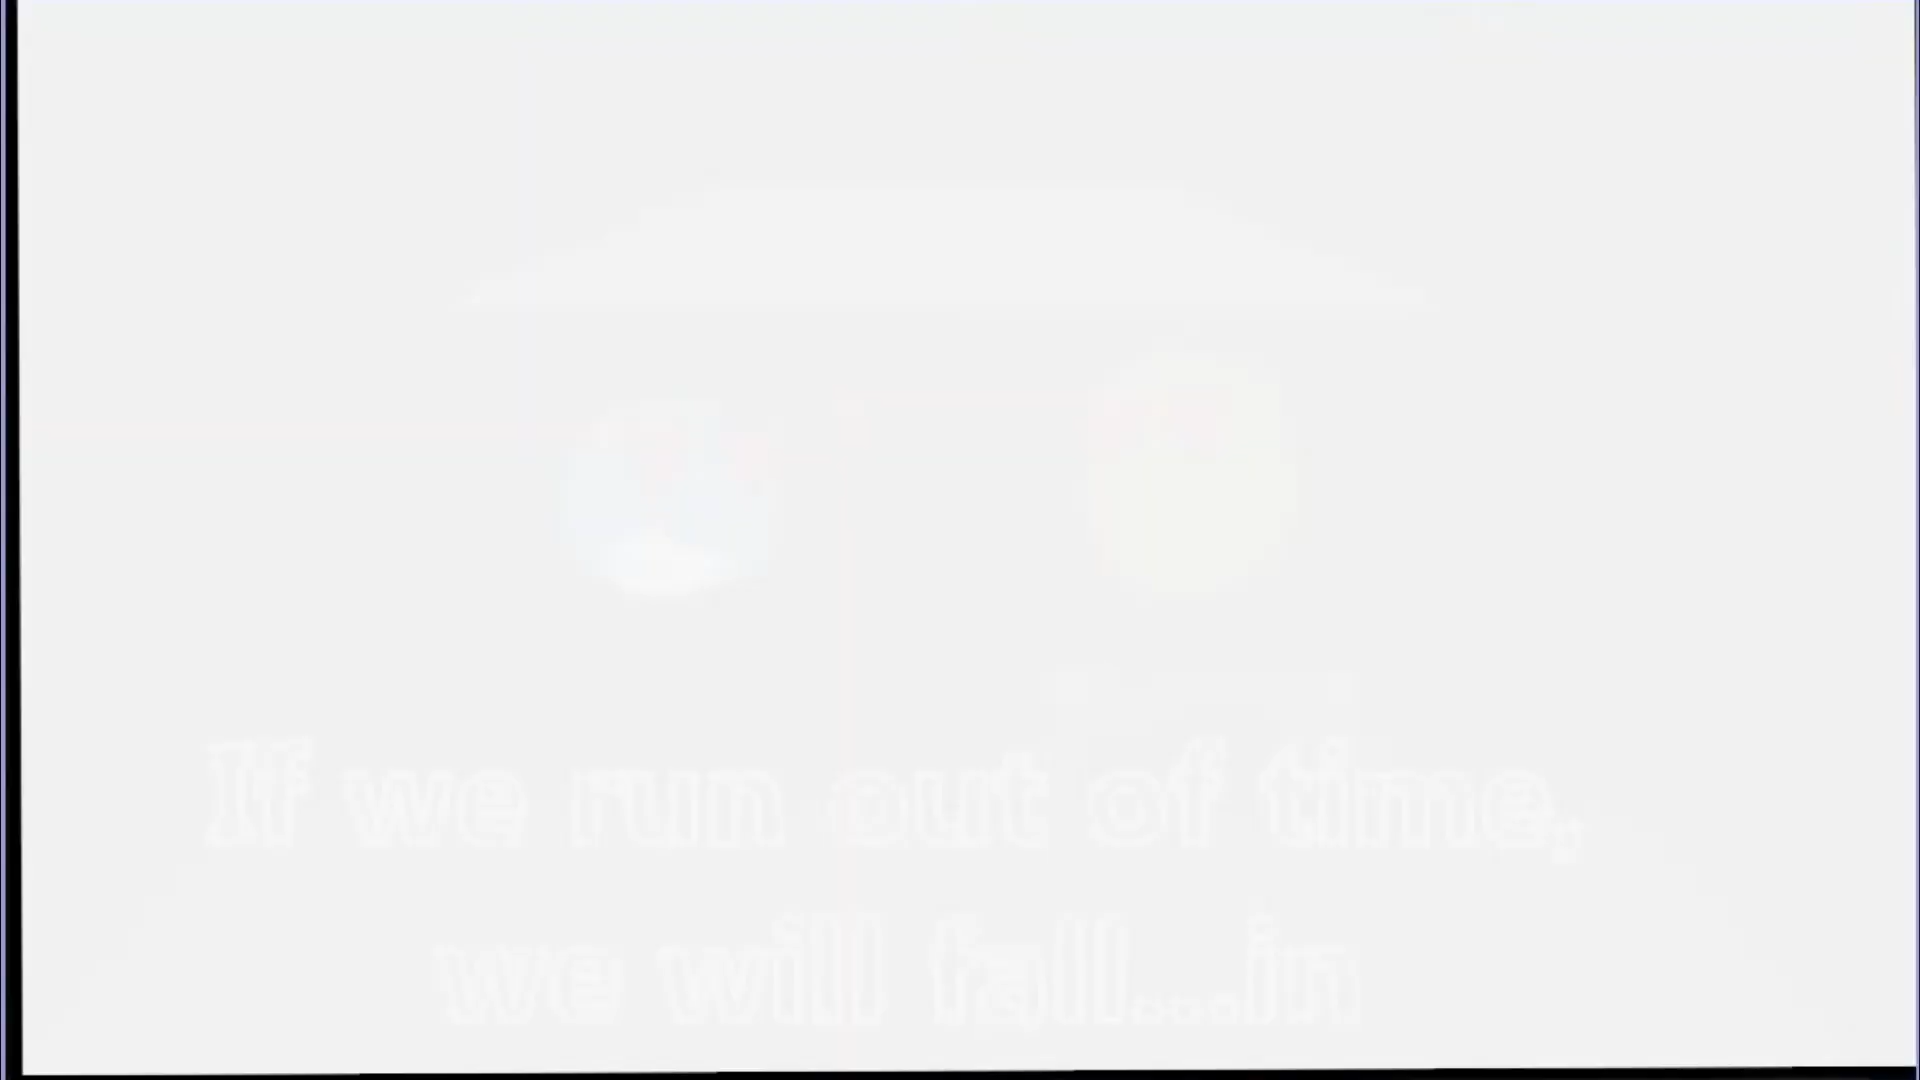 If we run out of time,
we will fall....in